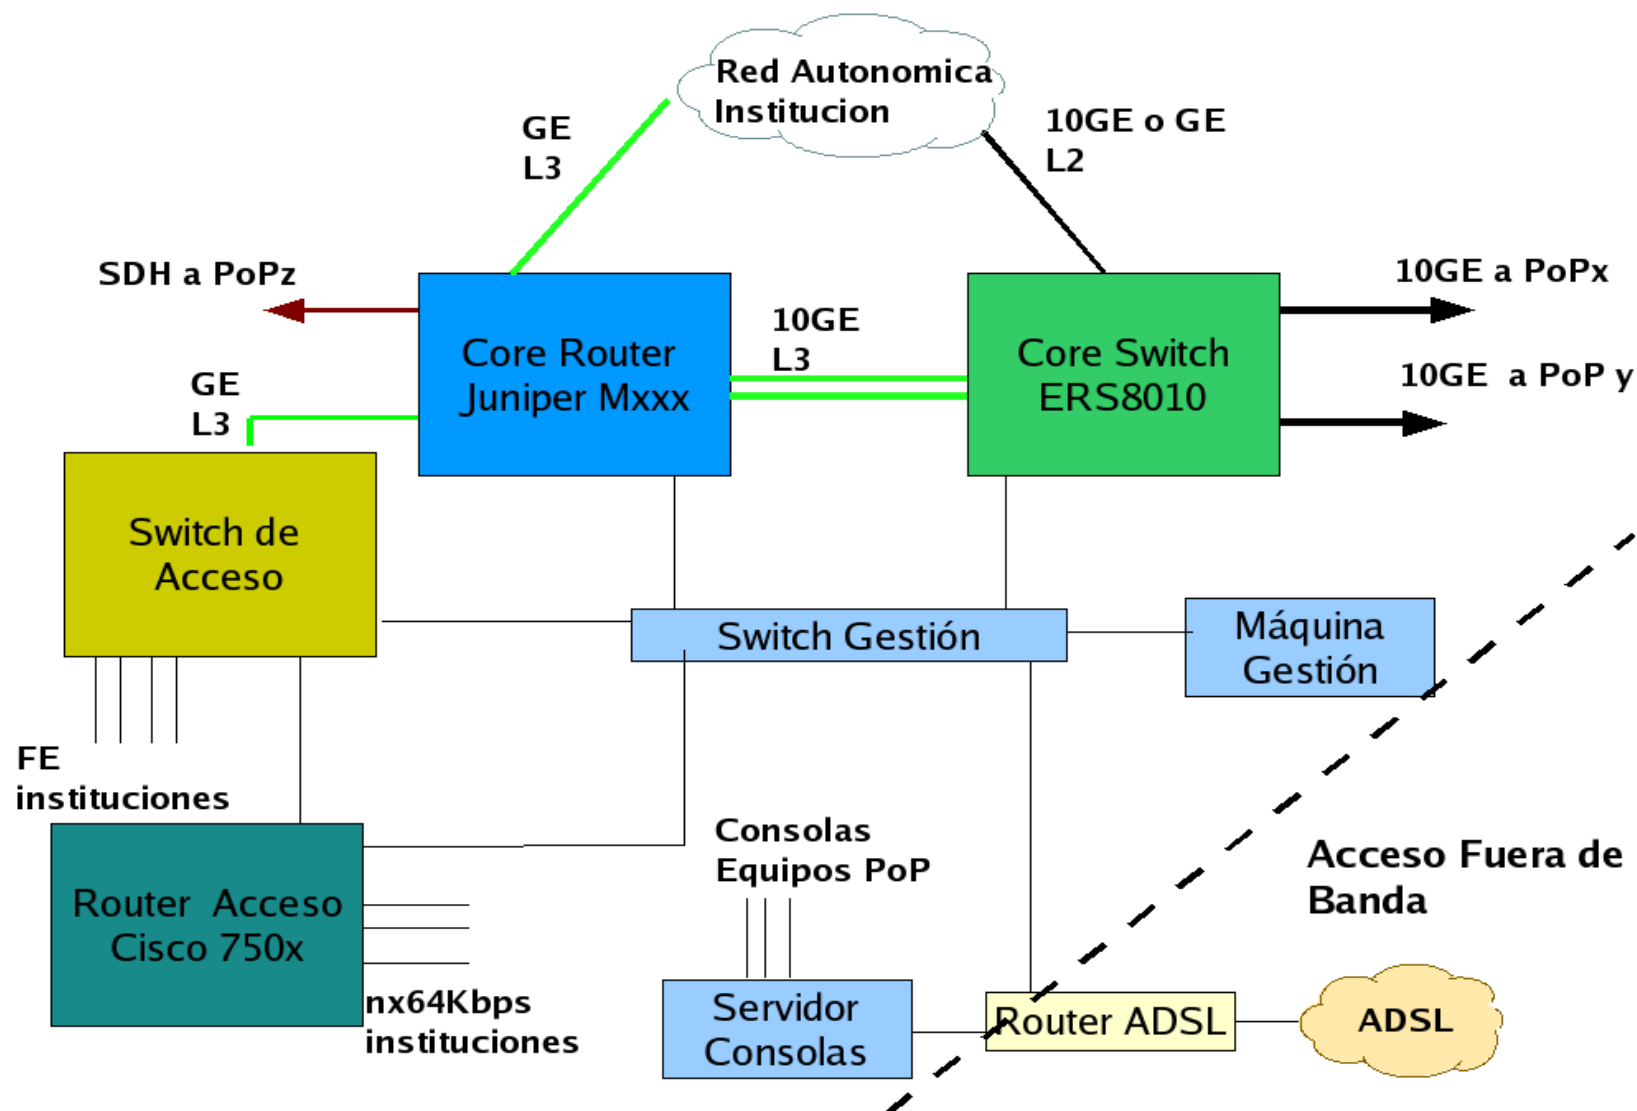 Red Autonomica
Institucion
GE
L3
10GE o GE
L2
SDH a PoPz
10GE a PoPx
10GE
L3
Core Router
Juniper Mxxx
Core Switch
ERS8010
GE
L3
10GE a PoP y
Switch de
Acceso
Switch Gestión
Máquina
Gestión
FE
instituciones
Consolas
Equipos PoP
Acceso Fuera de
Banda
Router Acceso
Cisco 750x
nx64Kbps
instituciones
Servidor
Consolas
Router ADSL
ADSL